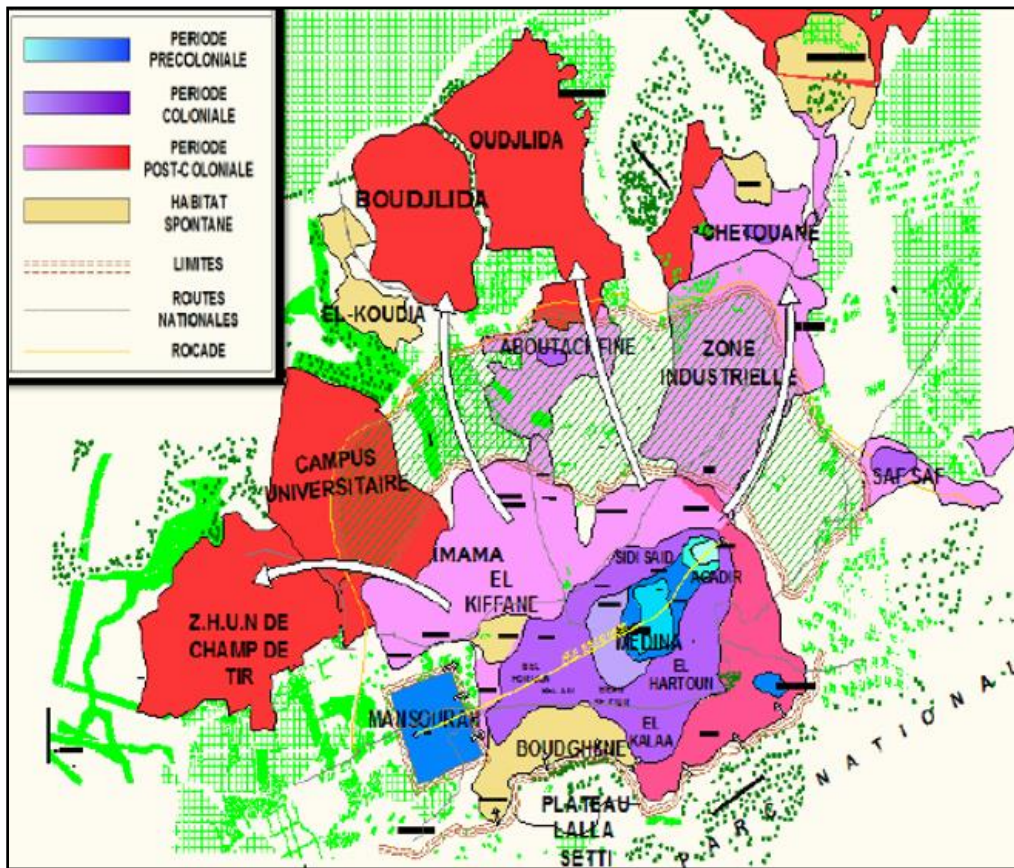 PERIODE
PRECOLONIALE
PERIODE
COLONIALE
PERIODE
POST-COLONIALE
HABITAT
SPONTANE
LIMITES
ROUTES
NATIONALES
ROCADE
OUDJLIDA
BOUDJLIDA
CHETOUANE
EL-KOUDIA
ABOUTACHFINE
ZONE
INDUSTRIELLE
CAMPUS
UNIVERSITAIRE
SAF SAF
IMAMA
EL
KIFFANE
SIDI SAID
AGADIR
MEDINA
EL
HARTOUN
Z.H.U.N DE
CHAMP DE
TIR
MANSOURAH
EL
KALAA
BOUDGHENE
PLATEAU
LALLA
SETTI
PARC NATIONAL